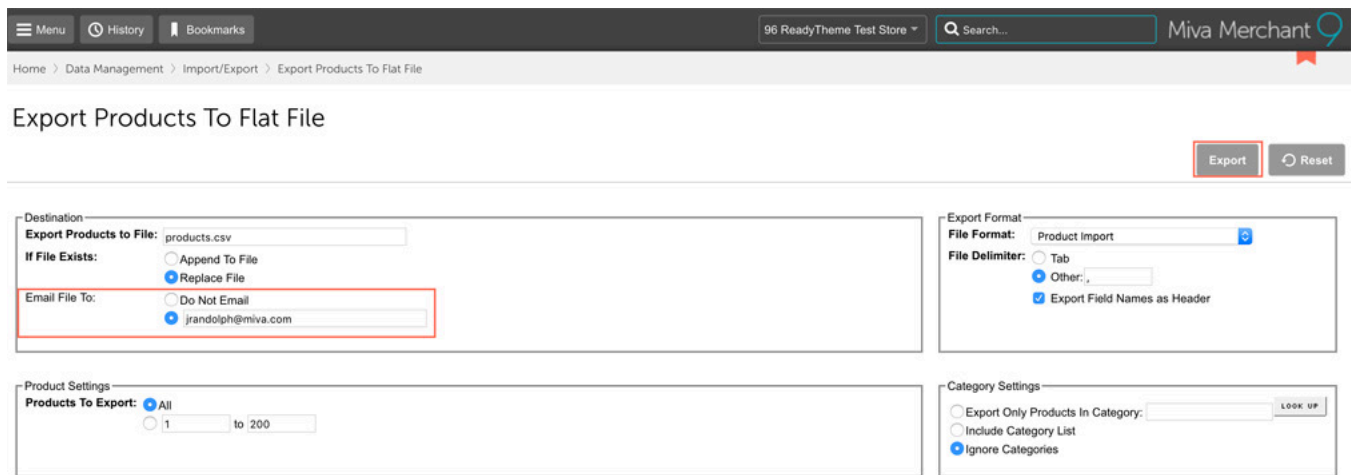 Menu History Bookmarks 96 ReadyTheme Test Store Search... Miva Merchant 9
Home > Data Management > Import/Export > Export Products To Flat File
Export Products To Flat File
Export Reset
Destination
Export Products to File: products.csv
If File Exists: Append To File
Replace File
Email File To: Do Not Email
jrandolph@miva.com
Export Format
File Format: Product Import
File Delimiter: Tab
Other: ,
Export Field Names as Header
Product Settings
Products To Export: All
1 to 200
Category Settings
Export Only Products In Category: LOOK UP
Include Category List
Ignore Categories